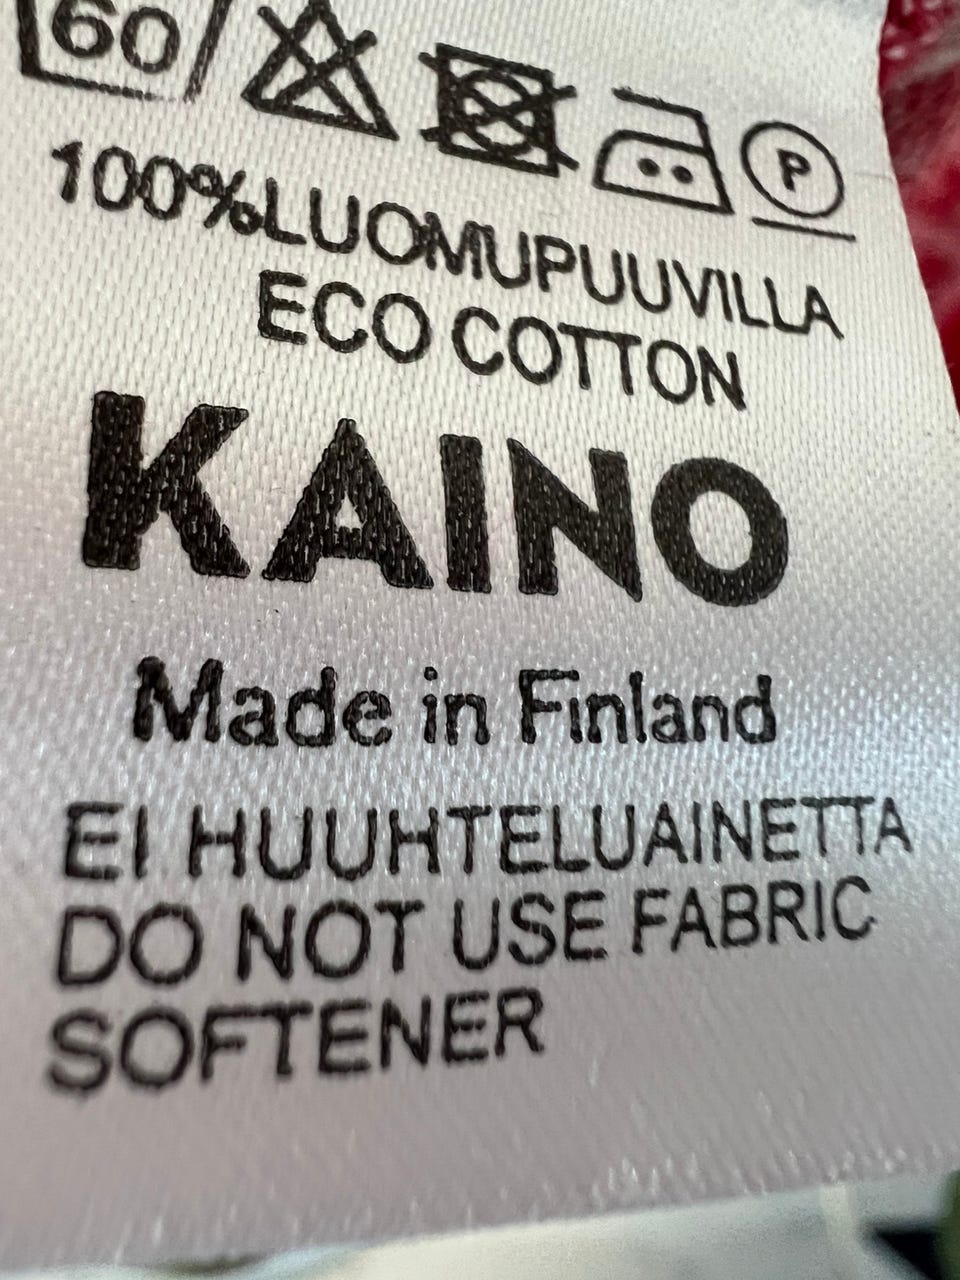 60
P
100%LUOMUPUUVILLA
ECO COTTON
KAINO
Made in Finland
EI HUUHTELUAINETTA
DO NOT USE FABRIC
SOFTENER